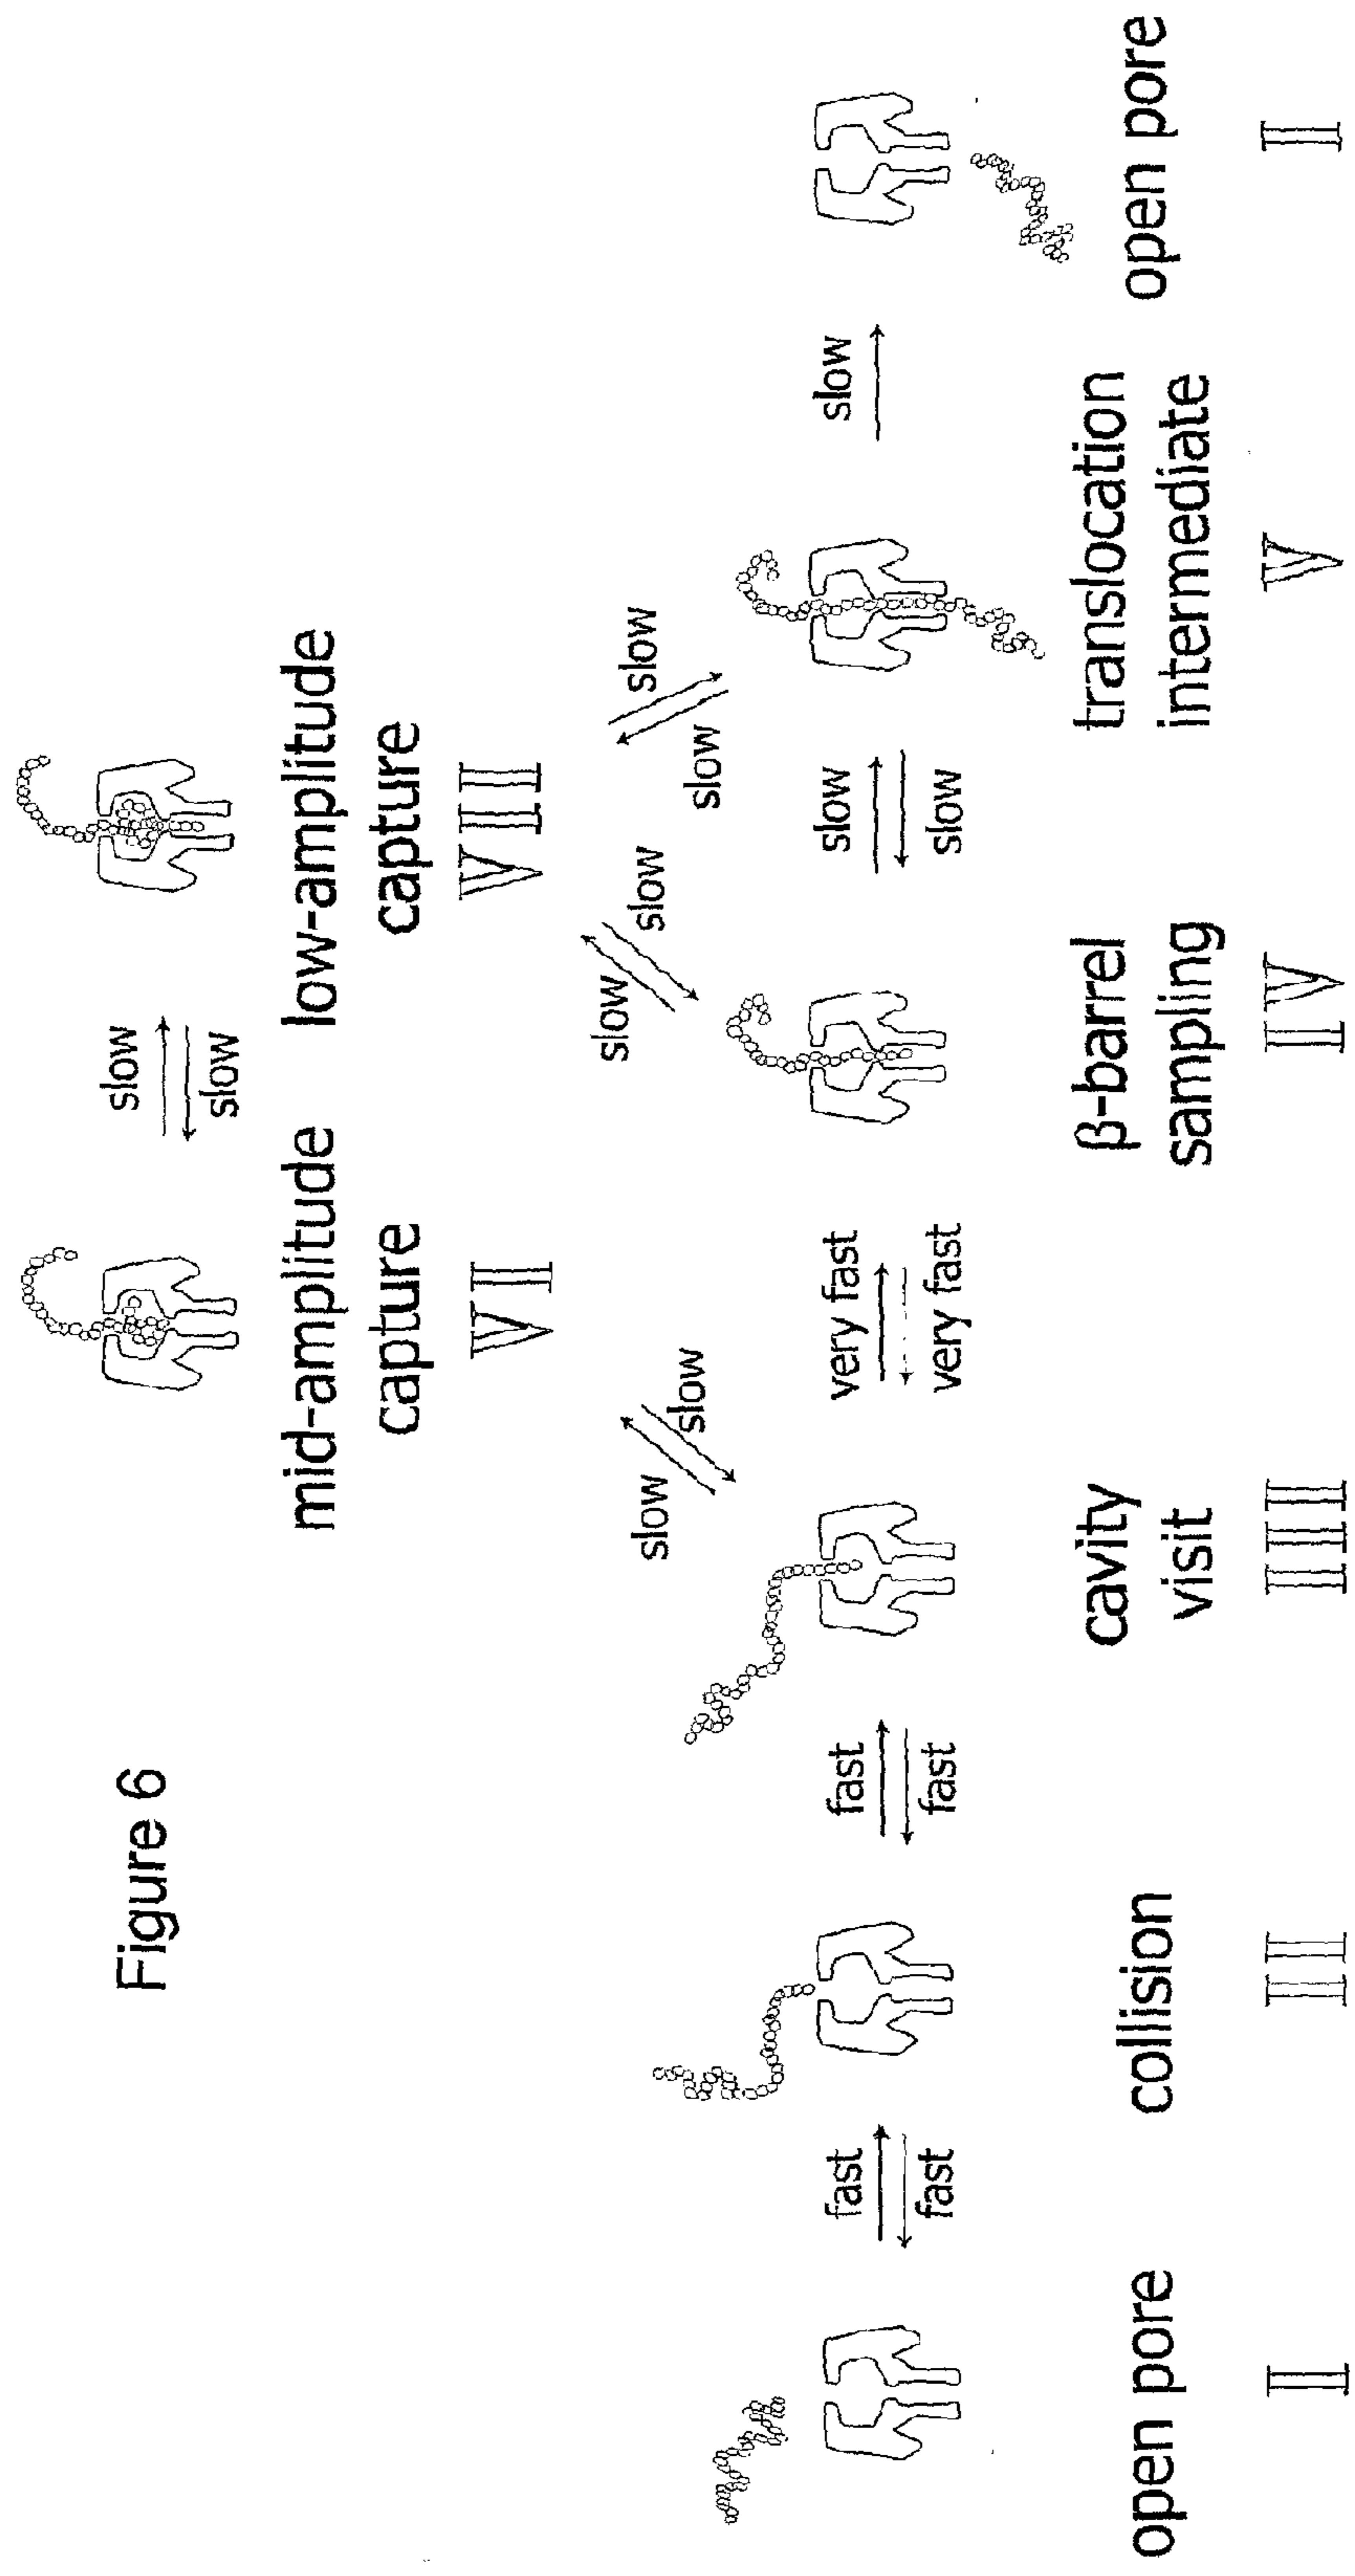 Figure 6
slow
slow
mid-amplitude
capture
VI
low-amplitude
capture
VII
slow
slow
slow
slow
slow
slow
fast
fast
fast
fast
very fast
very fast
slow
slow
slow
open pore
I
collision
II
cavity
visit
III
β-barrel
sampling
IV
translocation
intermediate
V
open pore
I